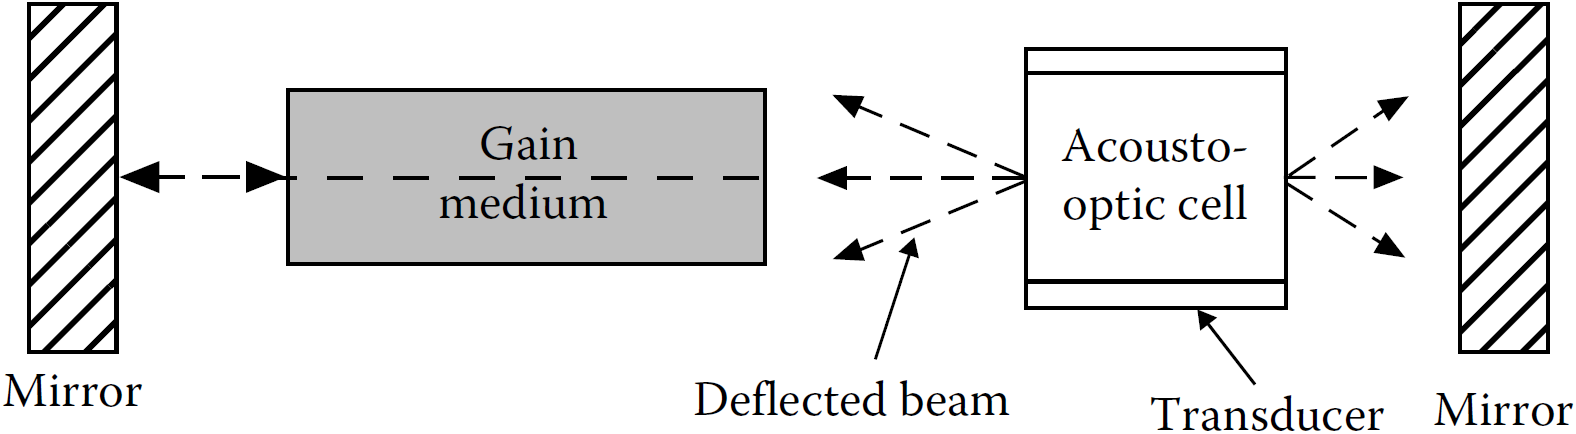 Gain
medium
Acousto-
optic cell
Mirror
Deflected beam
Transducer
Mirror